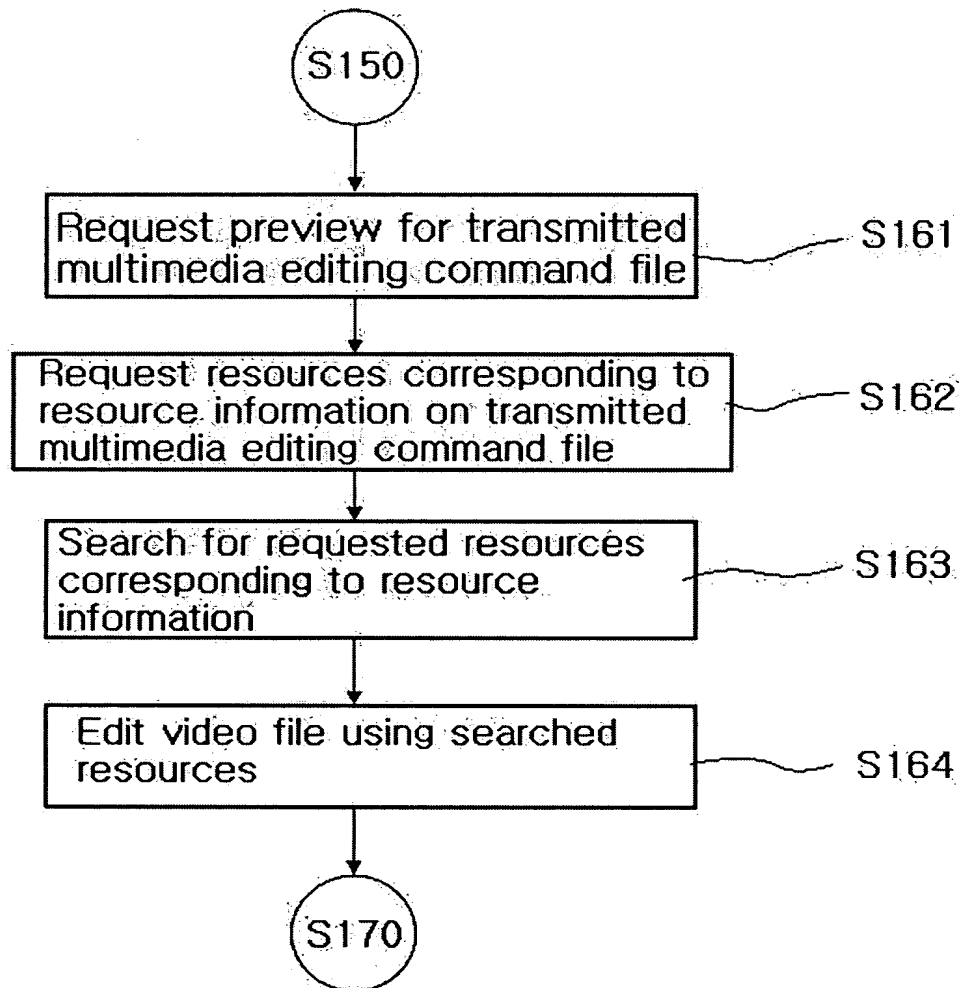 S150
Request preview for transmitted
multimedia editing command file
S161
Request resources corresponding to
resource information on transmitted
multimedia editing command file
S162
Search for requested resources
corresponding to resource
information
S163
Edit video file using searched
resources
S164
S170